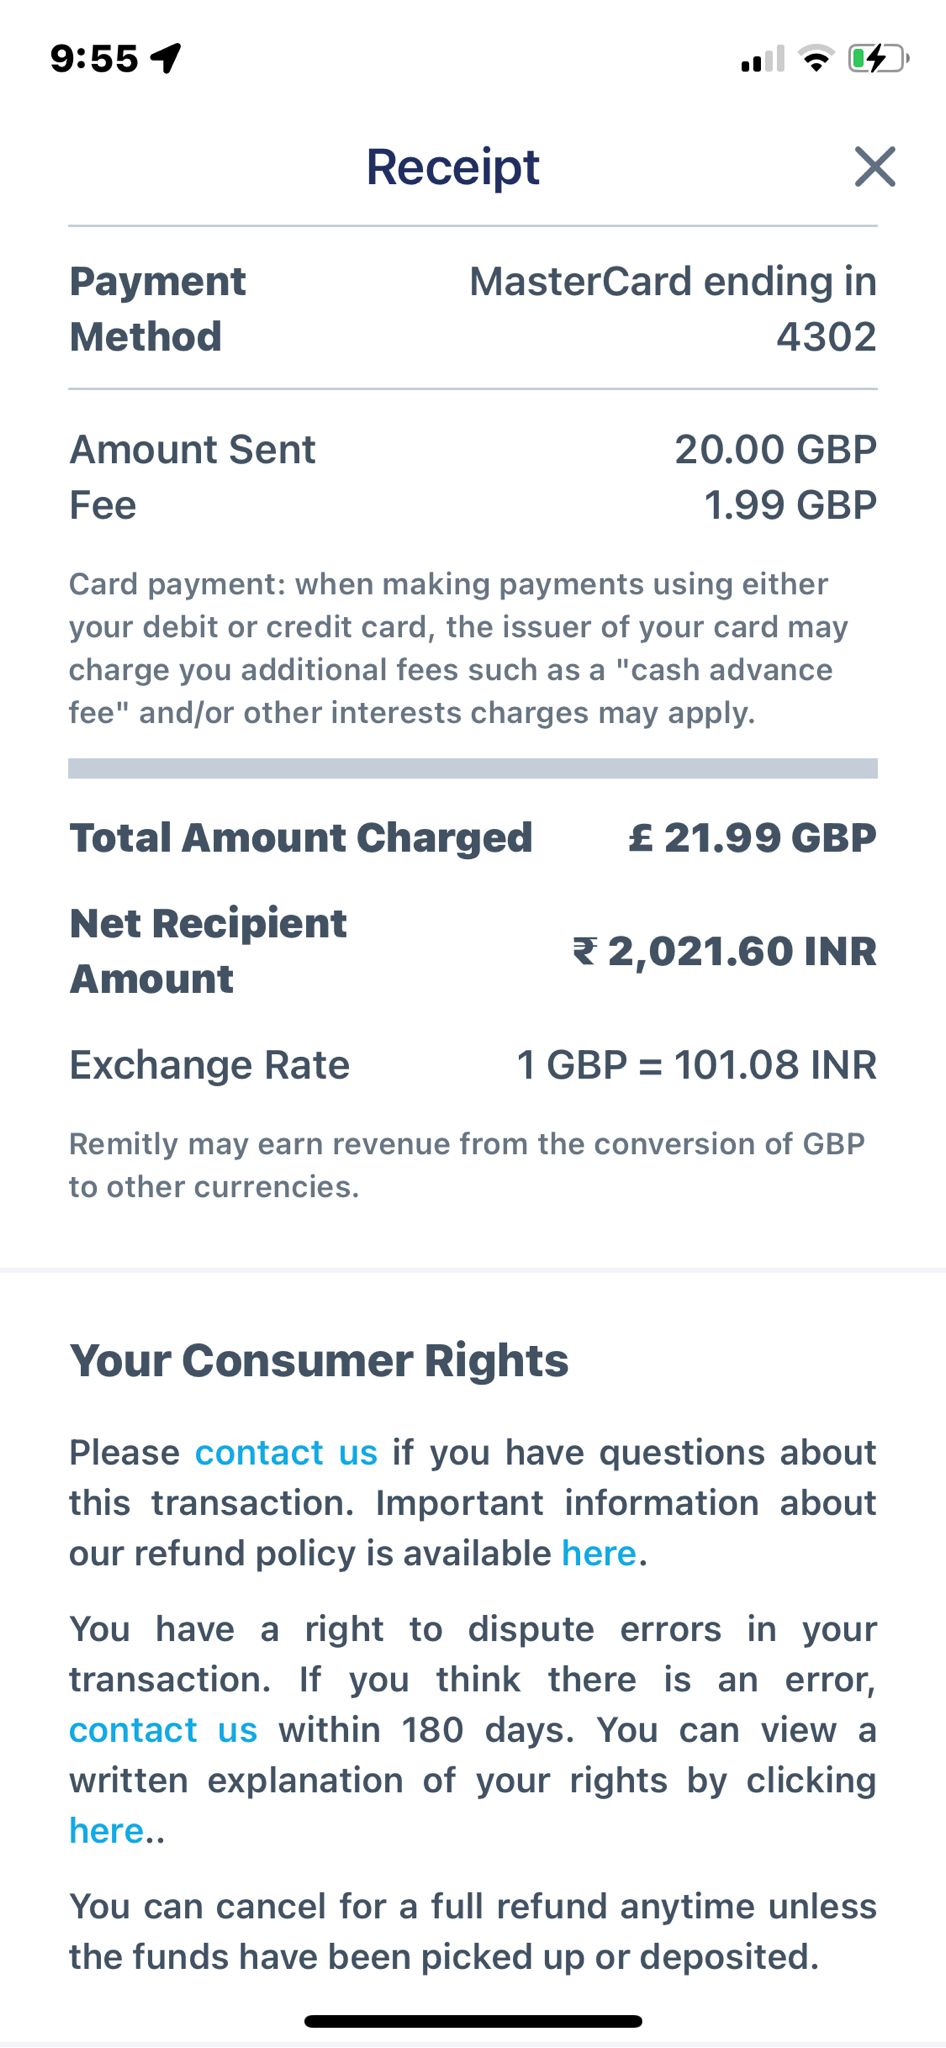 9:55
Receipt
Payment Method
MasterCard ending in 4302
Amount Sent 20.00 GBP
Fee 1.99 GBP
Card payment: when making payments using either
your debit or credit card, the issuer of your card may
charge you additional fees such as a "cash advance
fee" and/or other interests charges may apply.
Total Amount Charged £ 21.99 GBP
Net Recipient Amount
₹ 2,021.60 INR
Exchange Rate 1 GBP = 101.08 INR
Remitly may earn revenue from the conversion of GBP
to other currencies.
Your Consumer Rights
Please contact us if you have questions about
this transaction. Important information about
our refund policy is available here.
You have a right to dispute errors in your
transaction. If you think there is an error,
contact us within 180 days. You can view a
written explanation of your rights by clicking
here..
You can cancel for a full refund anytime unless
the funds have been picked up or deposited.